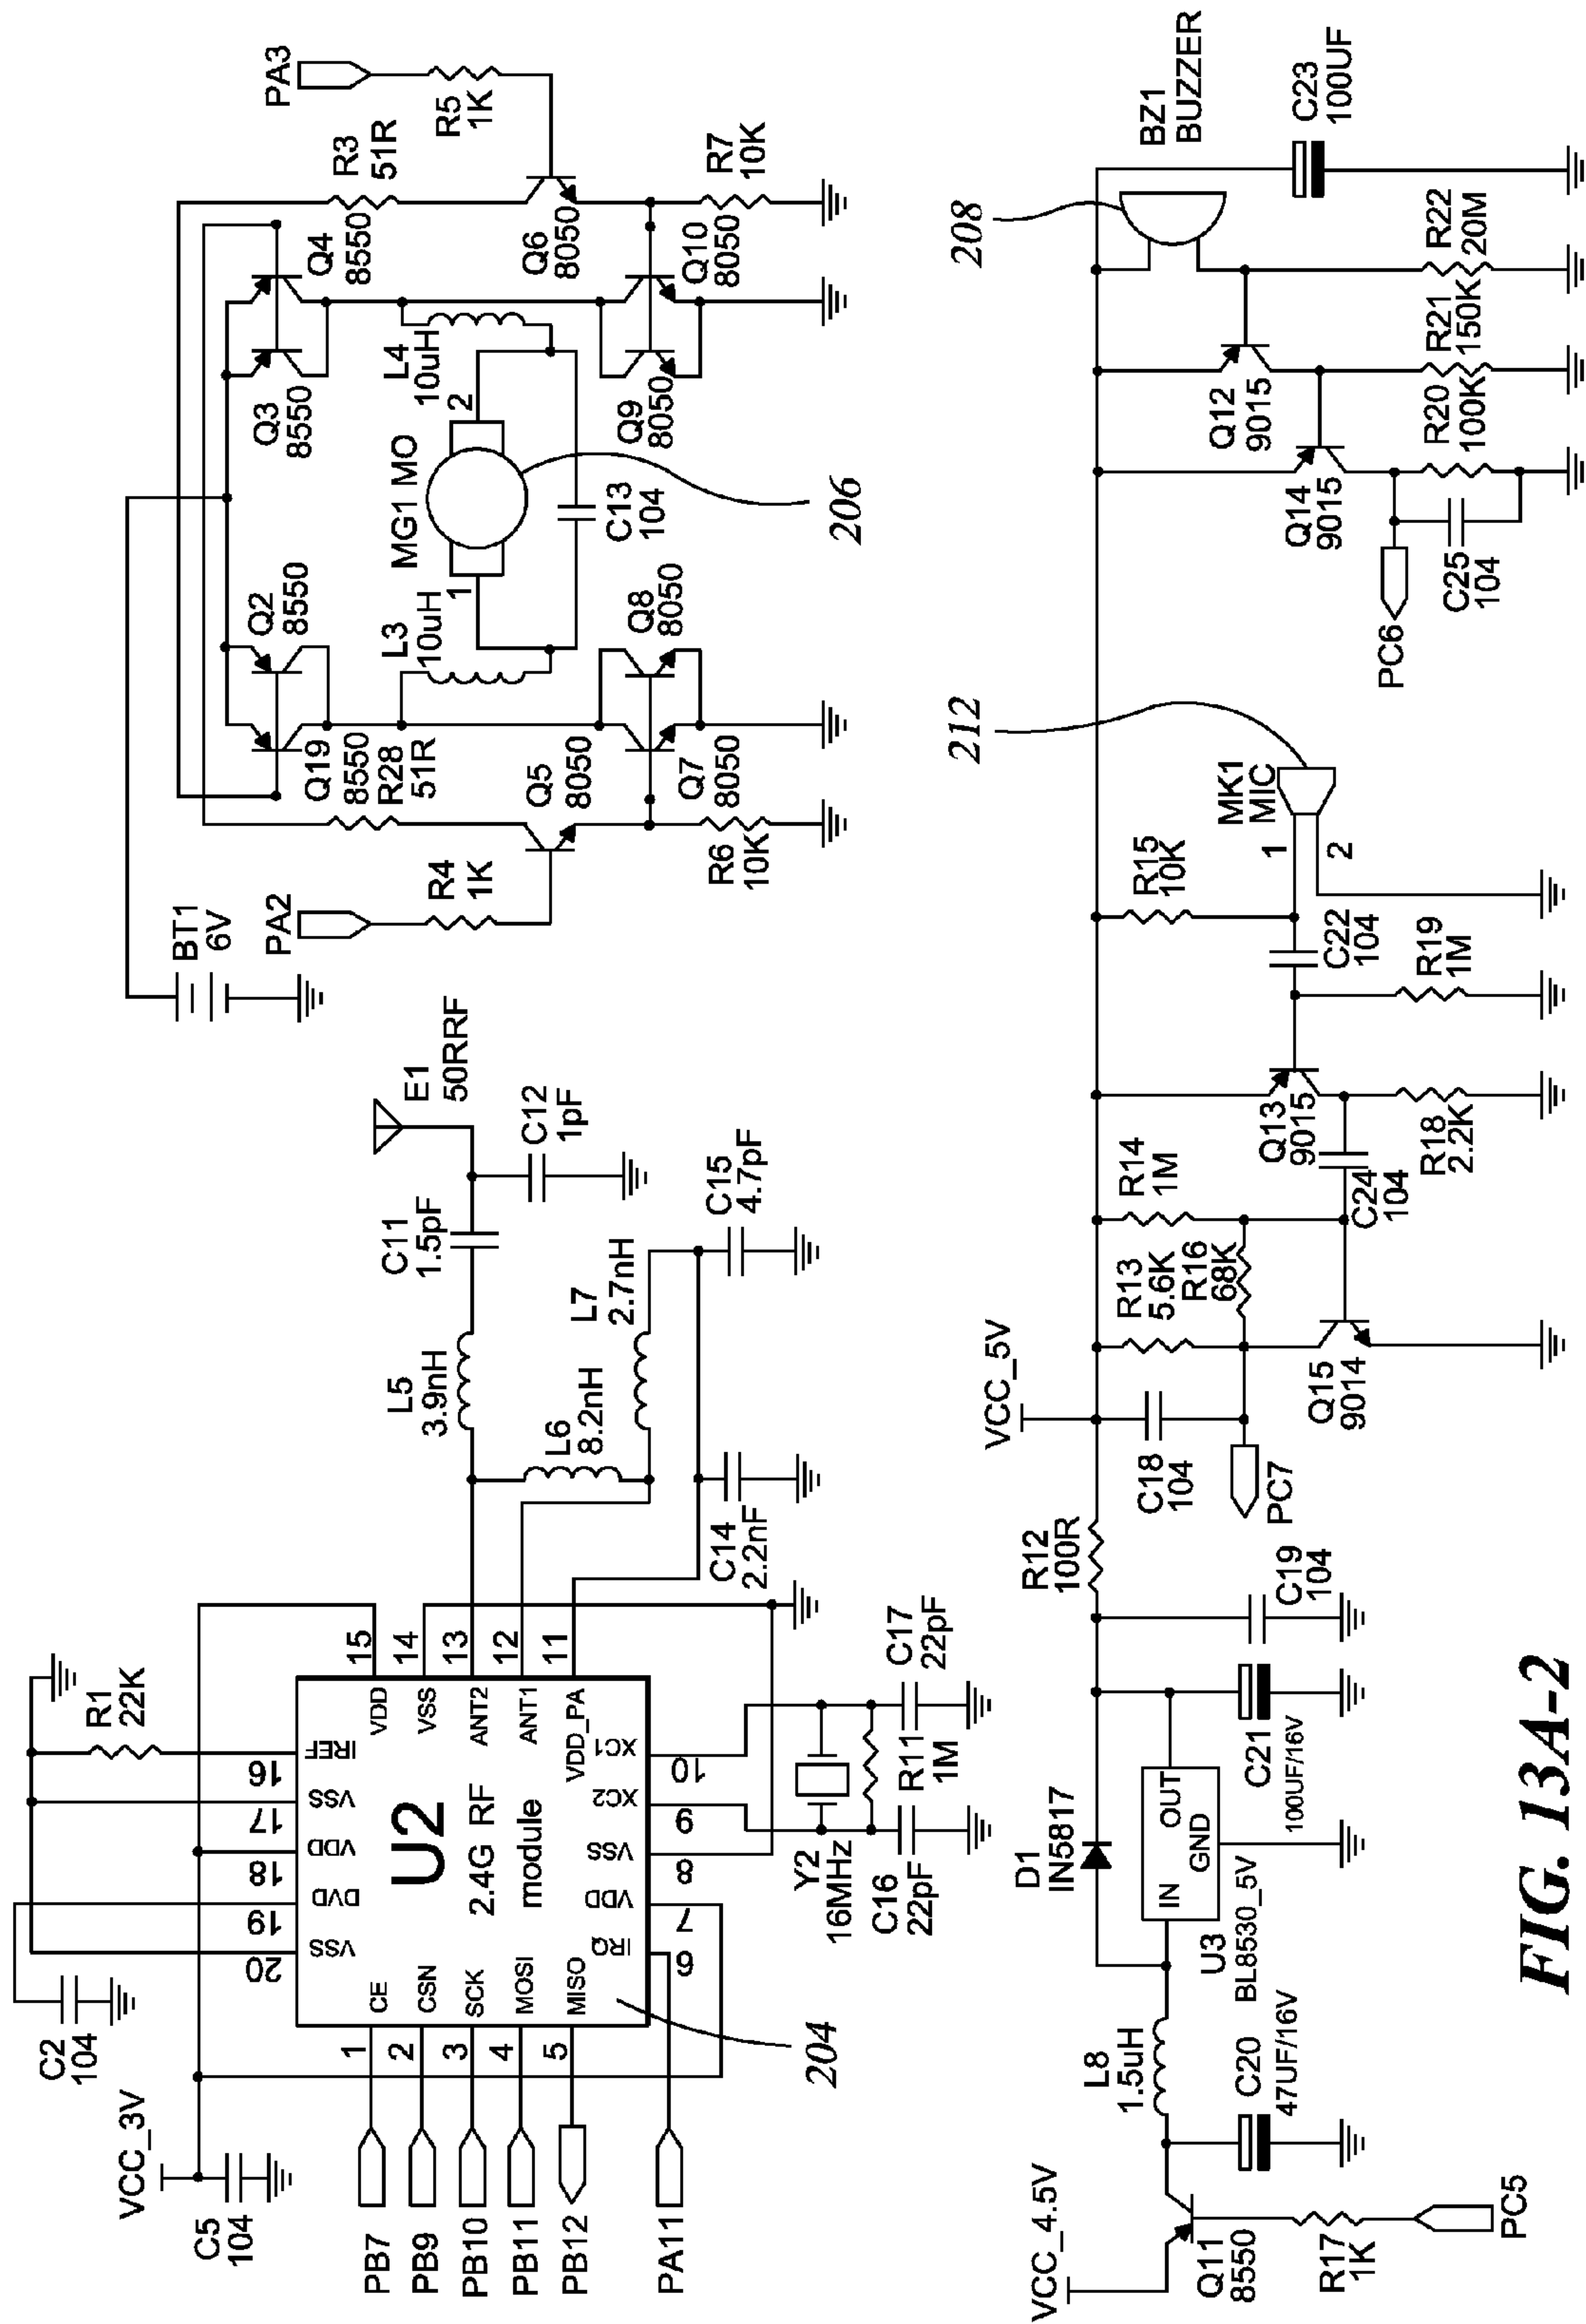 VCC_3V
C5
104
C2
104
PB7
PB9
PB10
PB11
PB12
PA11
1
2
3
4
5
CE
CSN
SCK
MOSI
MISO
20
19
18
17
16
VSS
DVD
VDD
VSS
IREF
R1
22K
U2
2.4G RF
module
VDD
VSS
ANT2
ANT1
VDD_PA
15
14
13
12
11
IRQ
VDD
VSS
XC2
XC1
6
7
8
9
10
204
Y2
16MHz
C16
22pF
R11
1M
C17
22pF
L5
3.9nH
L6
8.2nH
L7
2.7nH
C14
2.2nF
C15
4.7pF
C11
1.5pF
C12
1pF
E1
50RRF
BT1
6V
PA2
R4
1K
R28
51R
Q19
8550
Q2
8550
Q5
8050
Q7
8050
Q8
8050
R6
10K
L3
10uH
MG1 MO
1
2
C13
104
206
L4
10uH
Q3
8550
Q4
8550
Q9
8050
Q10
8050
Q6
8050
R3
51R
R5
1K
PA3
R7
10K
VCC_4.5V
Q11
8550
R17
1K
PC5
L8
1.5uH
C20
47UF/16V
D1
IN5817
U3
BL8530_5V
IN
OUT
GND
C21
100UF/16V
C19
104
R12
100R
VCC_5V
C18
104
PC7
R13
5.6K
R16
68K
R14
1M
Q15
9014
C24
104
Q13
9015
R18
2.2K
R19
1M
C22
104
R15
10K
MK1
MIC
1
2
212
PC6
C25
104
Q14
9015
R20
100K
Q12
9015
R21
150K
R22
20M
208
BZ1
BUZZER
C23
100UF
FIG. 13A-2